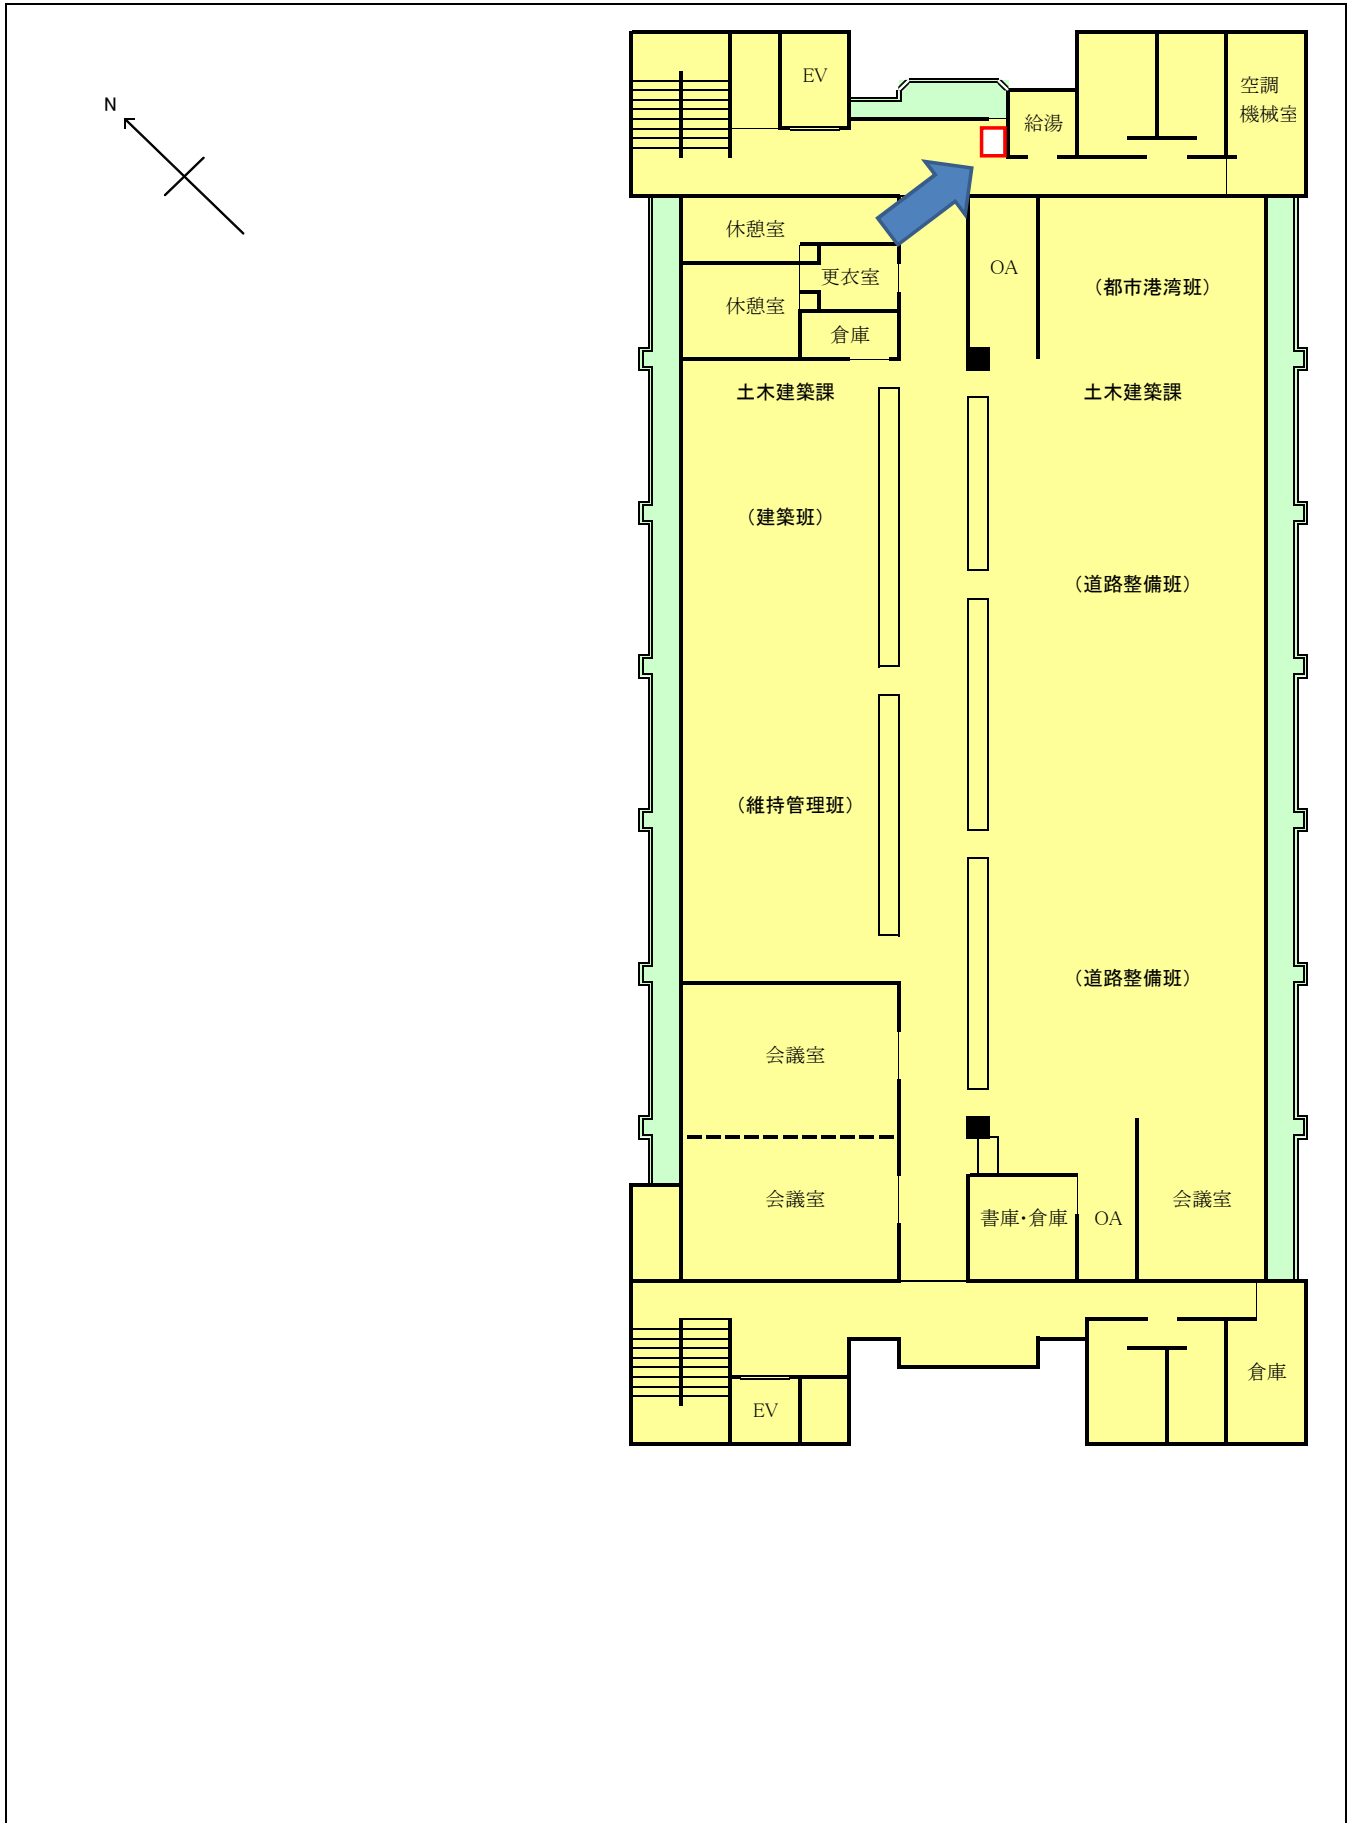 EV
空調
機械室
N
給湯
休憩室
OA
更衣室
(都市港湾班)
休憩室
倉庫
土木建築課
土木建築課
(建築班)
(道路整備班)
(維持管理班)
(道路整備班)
会議室
会議室
会議室
書庫・倉庫
OA
倉庫
EV